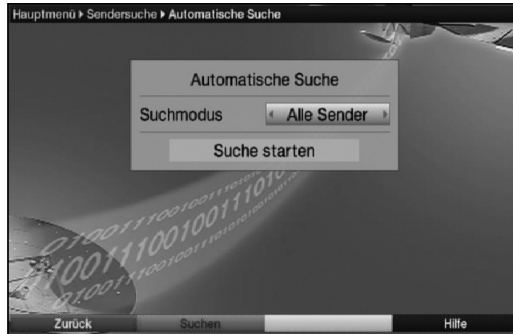 Hauptmenü ▸ Sendersuche ▸ Automatische Suche
Automatische Suche
Suchmodus ◂ Alle Sender ▸
Suche starten
Zurück Suchen Hilfe